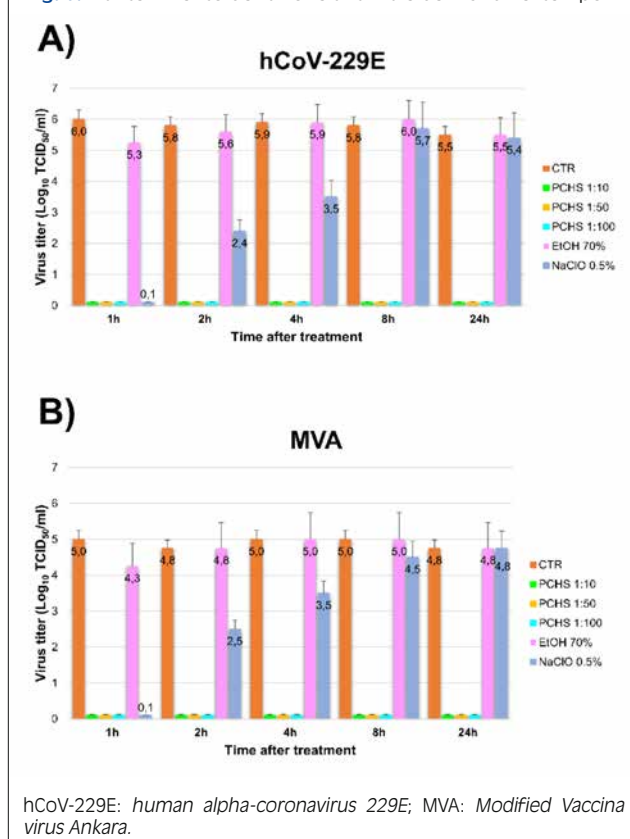 A)
hCoV-229E
Virus titer (Log10 TCID50/ml)
7
6
5
4
3
2
1
0
6,0
5,3
0,1
5,8
5,6
2,4
5,9
5,9
3,5
5,8
6,0
5,7
5,5
5,5
5,4
1h
2h
4h
8h
24h
Time after treatment
CTR
PCHS 1:10
PCHS 1:50
PCHS 1:100
EtOH 70%
NaClO 0.5%
B)
MVA
Virus titer (Log10 TCID50/ml)
7
6
5
4
3
2
1
0
5,0
4,3
0,1
4,8
4,8
2,5
5,0
5,0
3,5
5,0
5,0
4,5
4,8
4,8
4,8
1h
2h
4h
8h
24h
Time after treatment
CTR
PCHS 1:10
PCHS 1:50
PCHS 1:100
EtOH 70%
NaClO 0.5%
hCoV-229E: human alpha-coronavirus 229E; MVA: Modified Vaccina
virus Ankara.